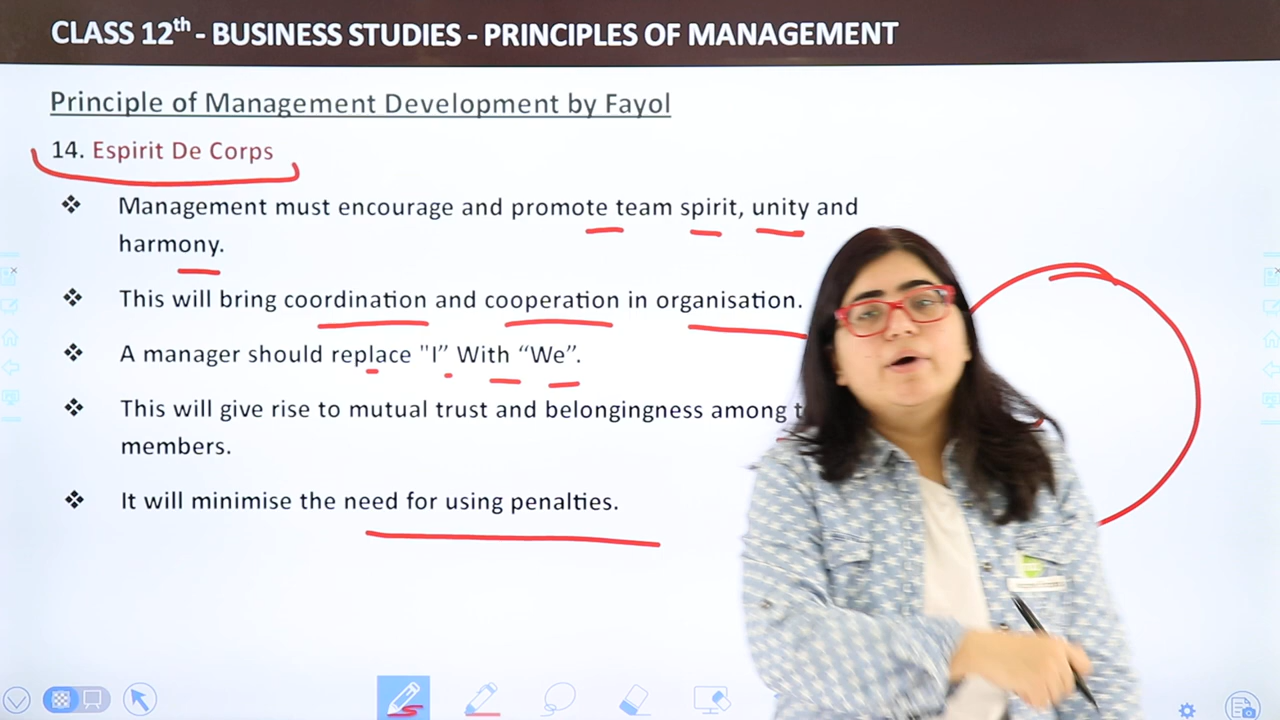 CLASS 12th - BUSINESS STUDIES - PRINCIPLES OF MANAGEMENT
Principle of Management Development by Fayol
14. Espirit De Corps
❖ Management must encourage and promote team spirit, unity and
harmony.
❖ This will bring coordination and cooperation in organisation.
❖ A manager should replace "I” With “We”.
❖ This will give rise to mutual trust and belongingness among
members.
❖ It will minimise the need for using penalties.